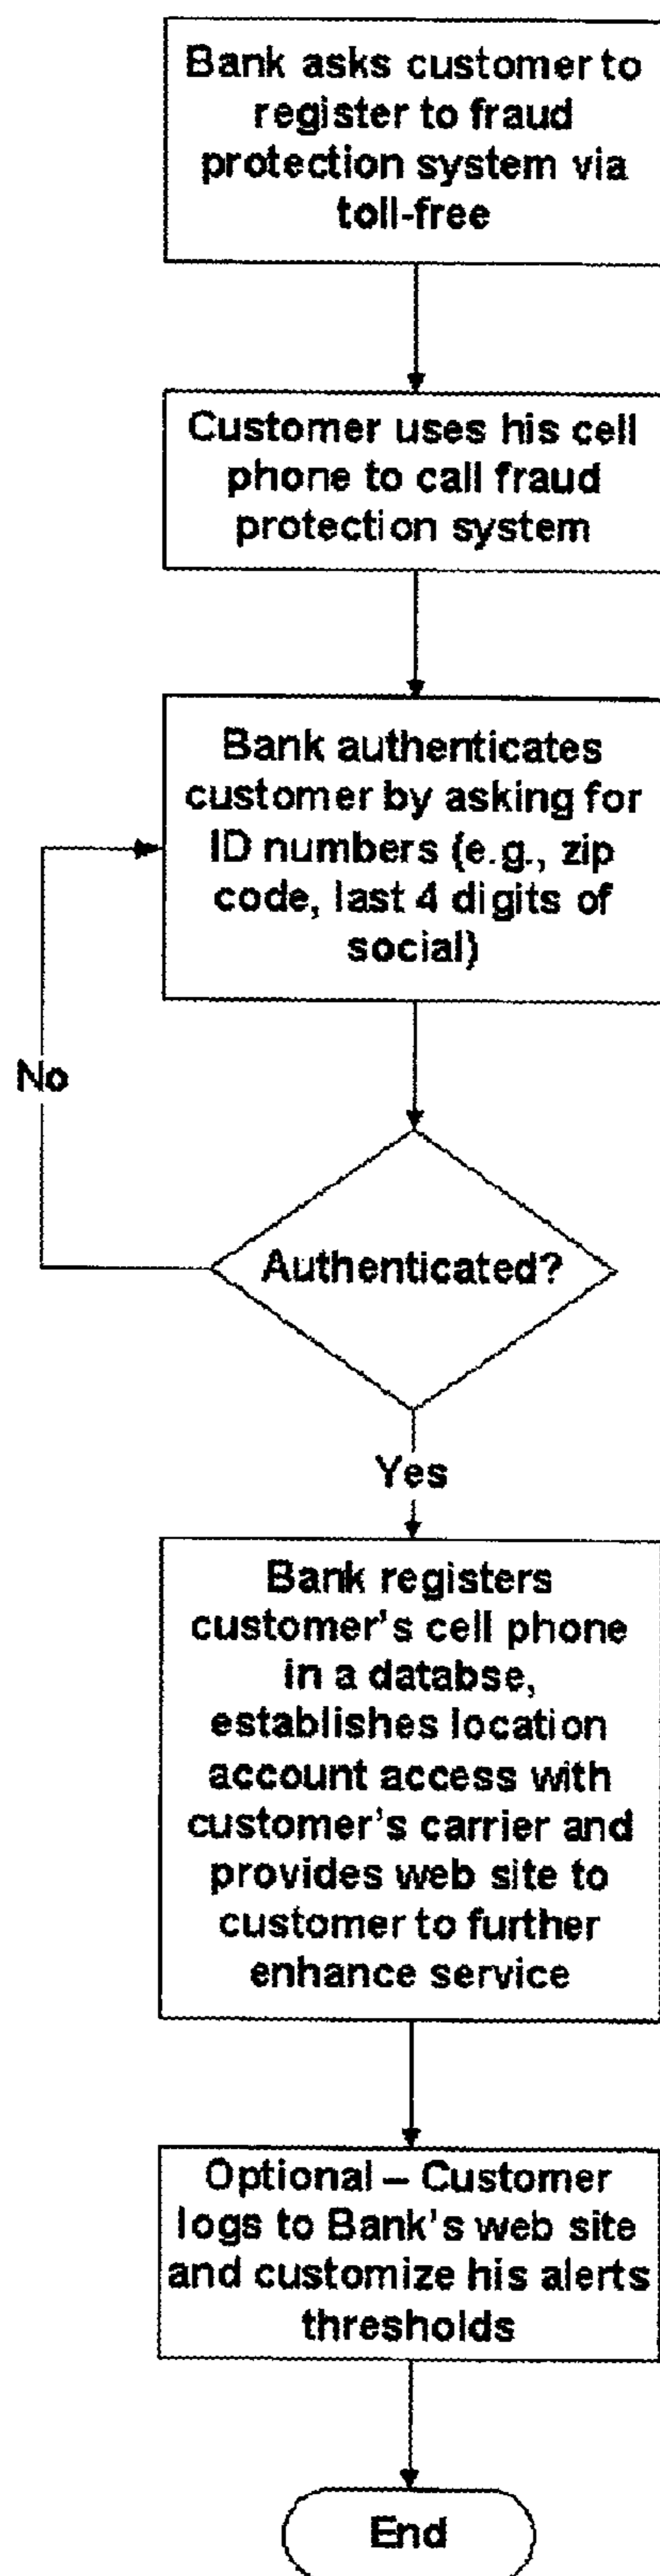 Bank asks customer to
register to fraud
protection system via
toll-free
Customer uses his cell
phone to call fraud
protection system
Bank authenticates
customer by asking for
ID numbers (e.g., zip
code, last 4 digits of
social)
No
Authenticated?
Yes
Bank registers
customer's cell phone
in a databse,
establishes location
account access with
customer's carrier and
provides web site to
customer to further
enhance service
Optional – Customer
logs to Bank's web site
and customize his alerts
thresholds
End